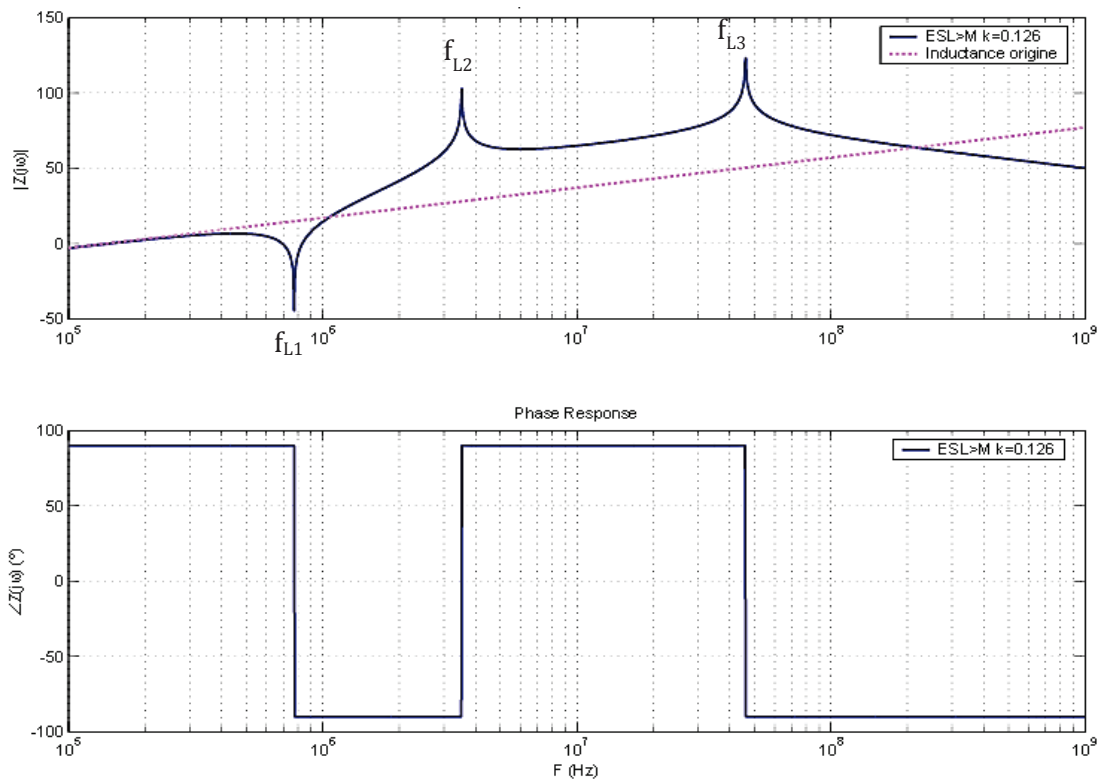 150
100
50
0
-50
|Z(jω)|
f_L1
f_L2
f_L3
ESL>M k=0.126
Inductance origine
10^5
10^6
10^7
10^8
10^9
Phase Response
100
50
0
-50
-100
∠Z(jω) (°)
ESL>M k=0.126
10^5
10^6
10^7
10^8
10^9
F (Hz)